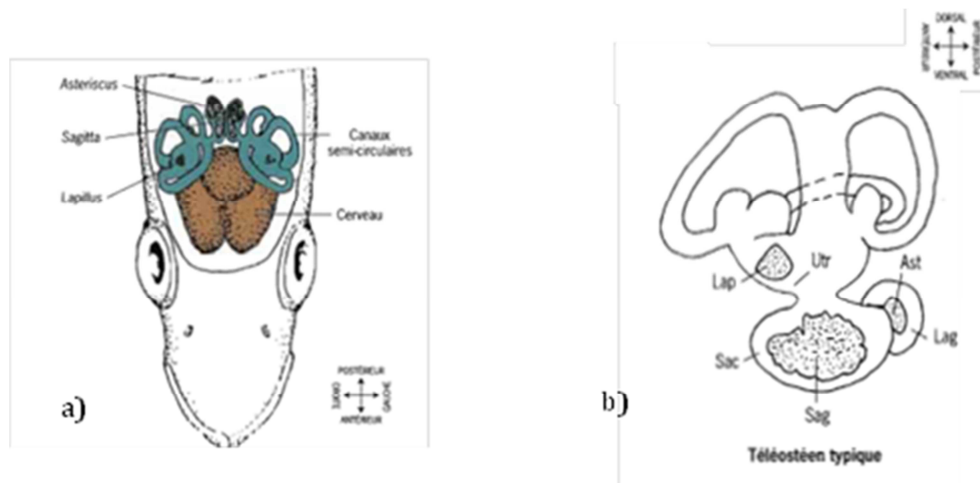 Asteriscus
Sagitta
Lapillus
Canaux
semi-circulaires
Cerveau
POSTÉRIEUR
DROITE
GAUCHE
ANTÉRIEUR
a)
DORSAL
ANTÉRIEUR
POSTÉRIEUR
VENTRAL
Lap
Utr
Ast
Lag
Sac
Sag
b)
Téléostéen typique